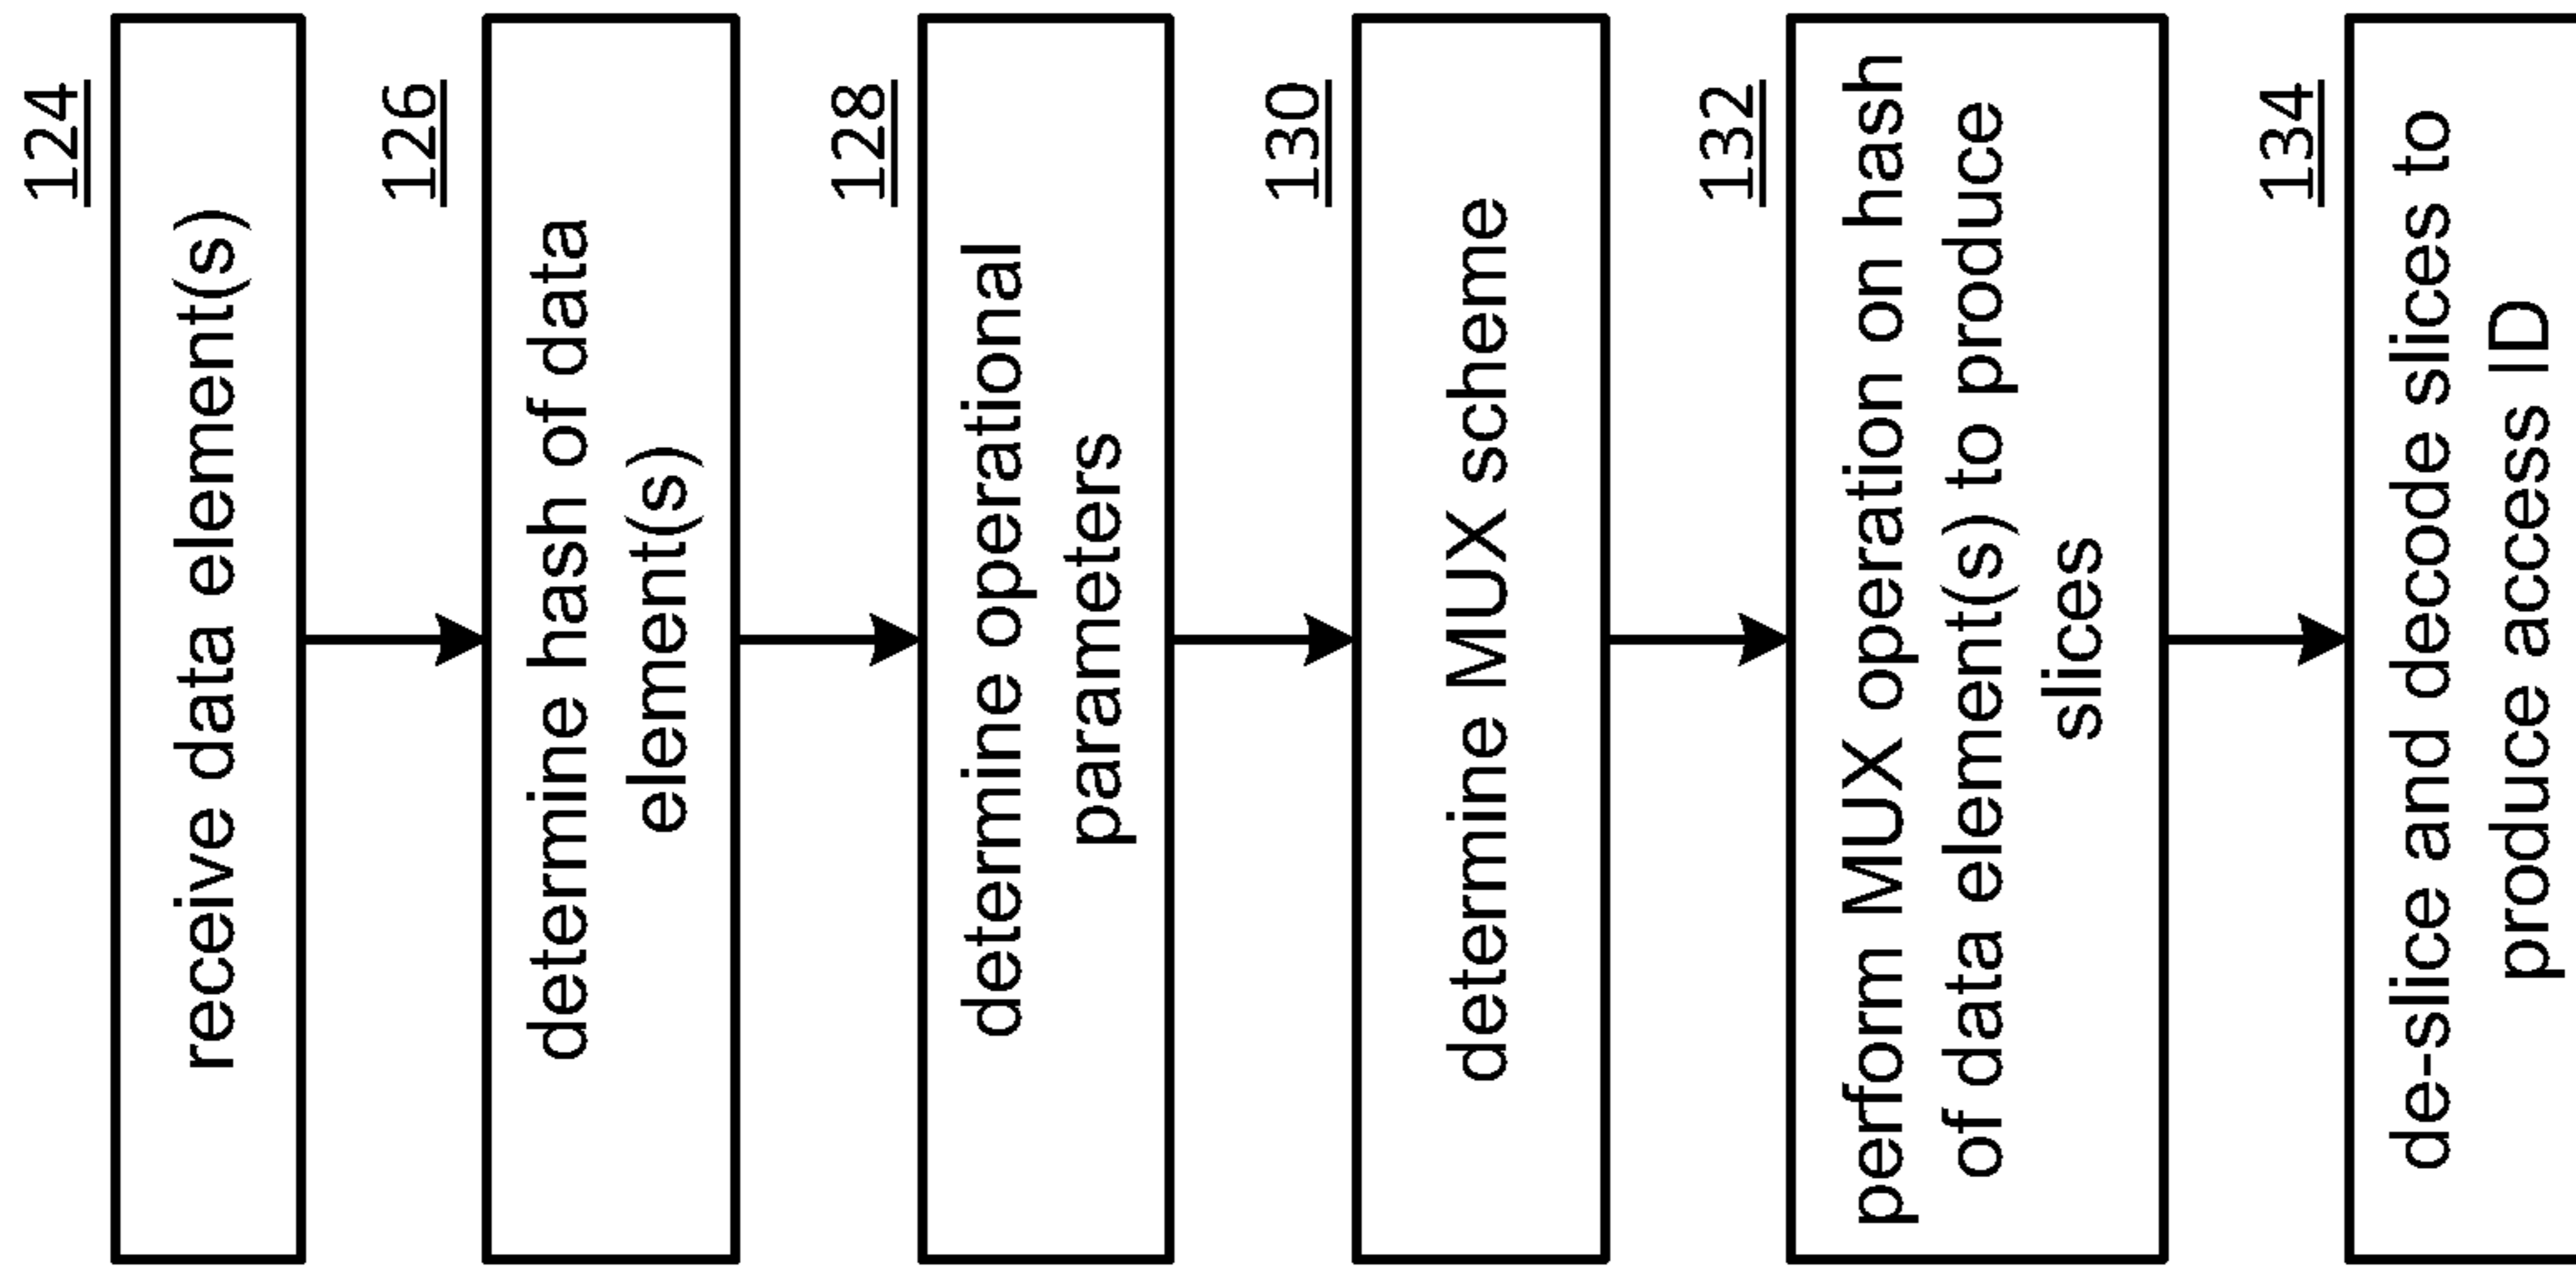 124
receive data element(s)
126
determine hash of data
element(s)
128
determine operational
parameters
130
determine MUX scheme
132
perform MUX operation on hash
of data element(s) to produce
slices
134
de-slice and decode slices to
produce access ID